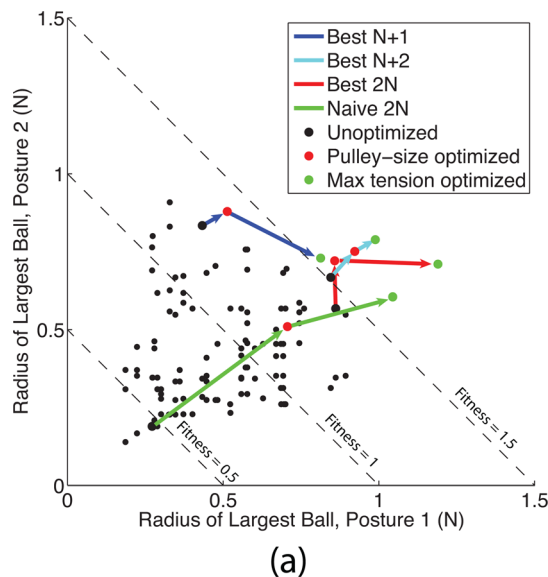 1.5
Best N+1
Best N+2
Best 2N
Naive 2N
Unoptimized
Pulley-size optimized
Max tension optimized
Radius of Largest Ball, Posture 2 (N)
1
0.5
0
Fitness = 0.5
Fitness = 1
Fitness = 1.5
0
0.5
1
1.5
Radius of Largest Ball, Posture 1 (N)
(a)